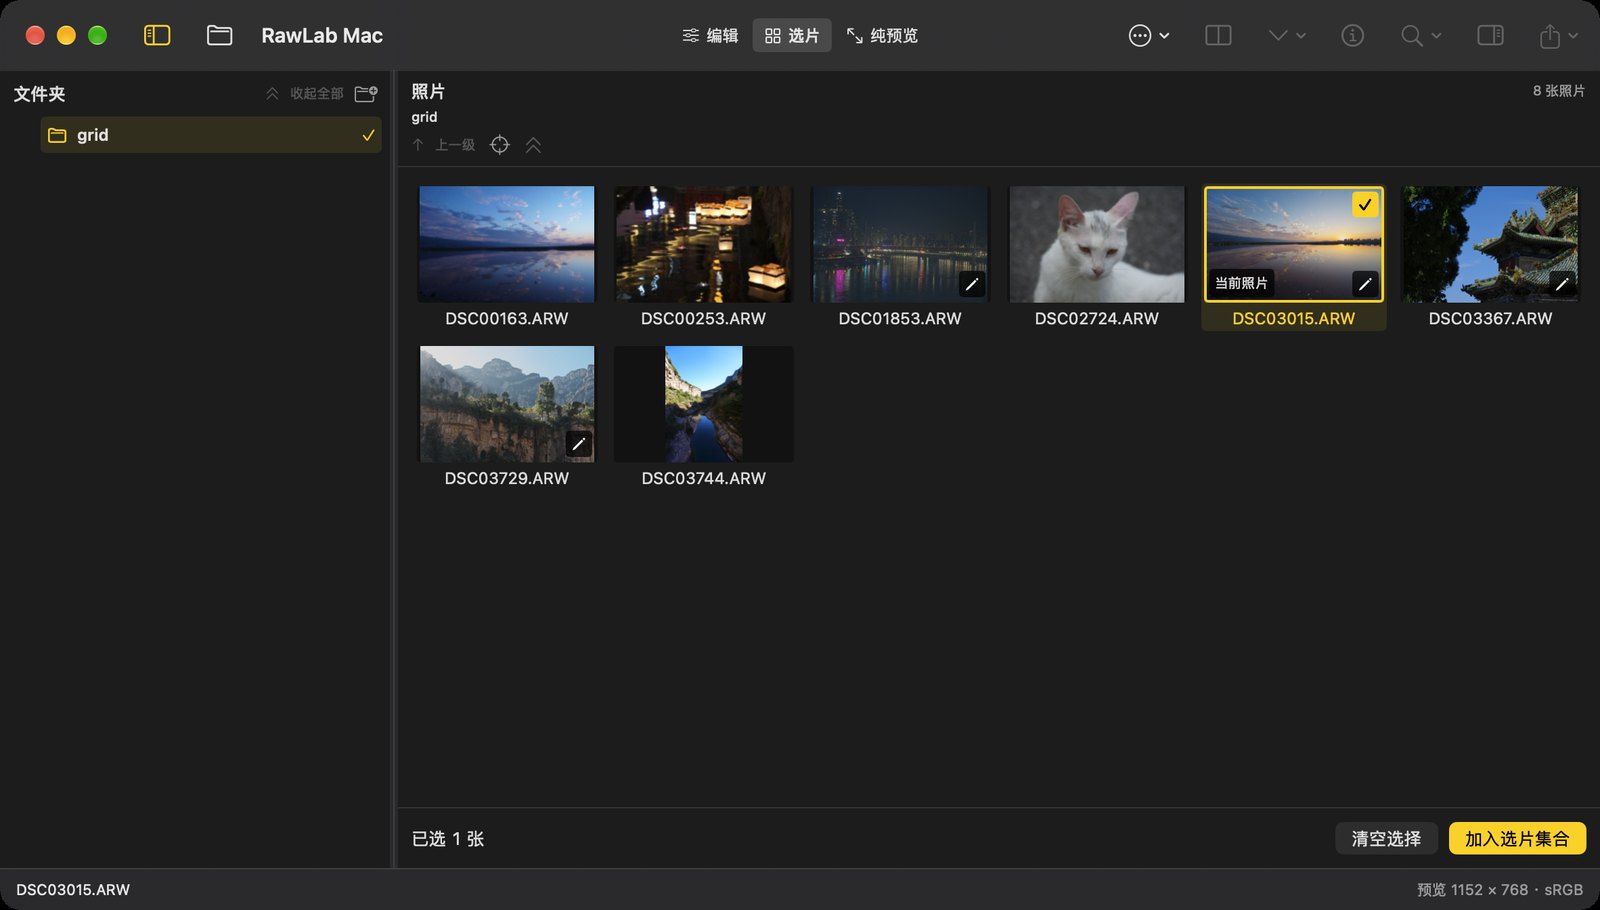 RawLab Mac
编辑
选片
纯预览
文件夹
收起全部
grid
照片
8 张照片
grid
上一级
当前照片
DSC00163.ARW
DSC00253.ARW
DSC01853.ARW
DSC02724.ARW
DSC03015.ARW
DSC03367.ARW
DSC03729.ARW
DSC03744.ARW
已选 1 张
清空选择
加入选片集合
DSC03015.ARW
预览 1152 × 768 · sRGB